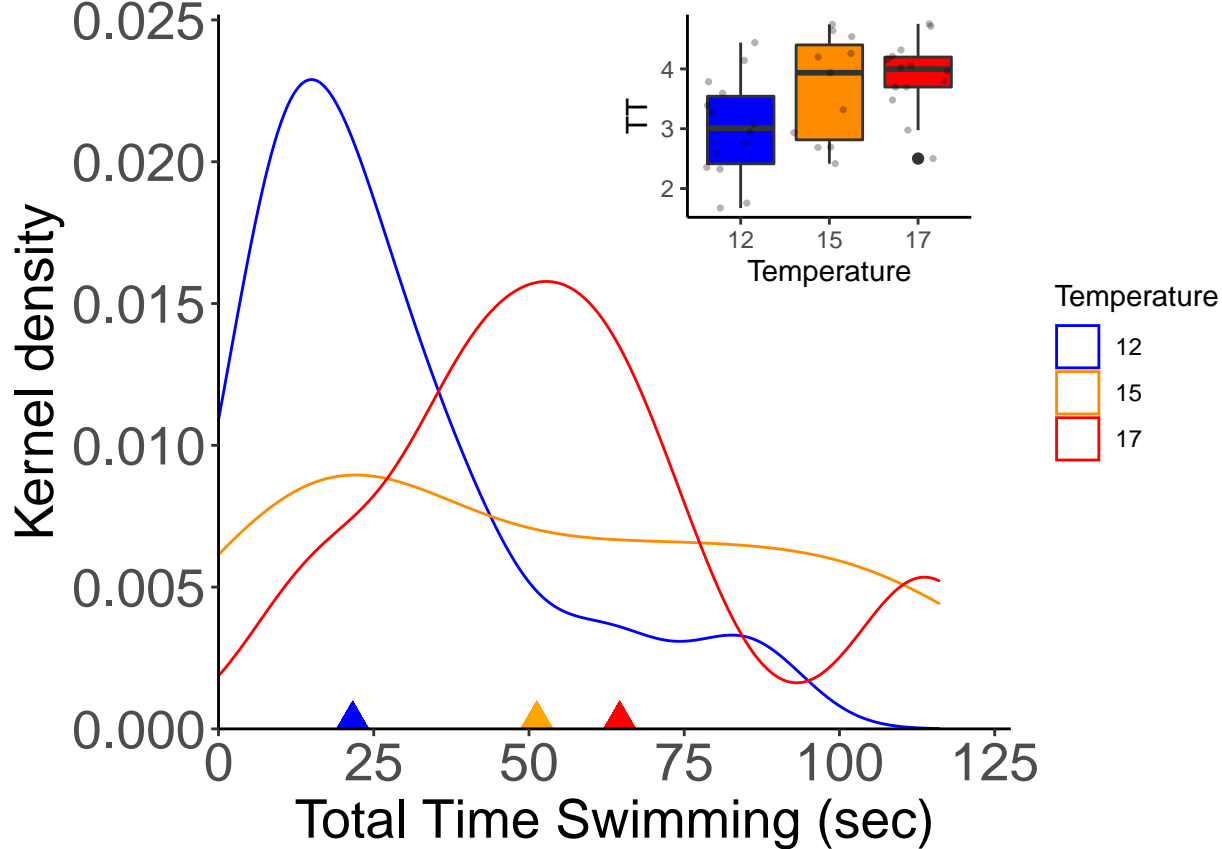 0.025
0.020
0.015
0.010
0.005
0.000
Kernel density
0 25 50 75 100 125
Total Time Swimming (sec)
4
3
2
TT
12 15 17
Temperature
Temperature
12
15
17